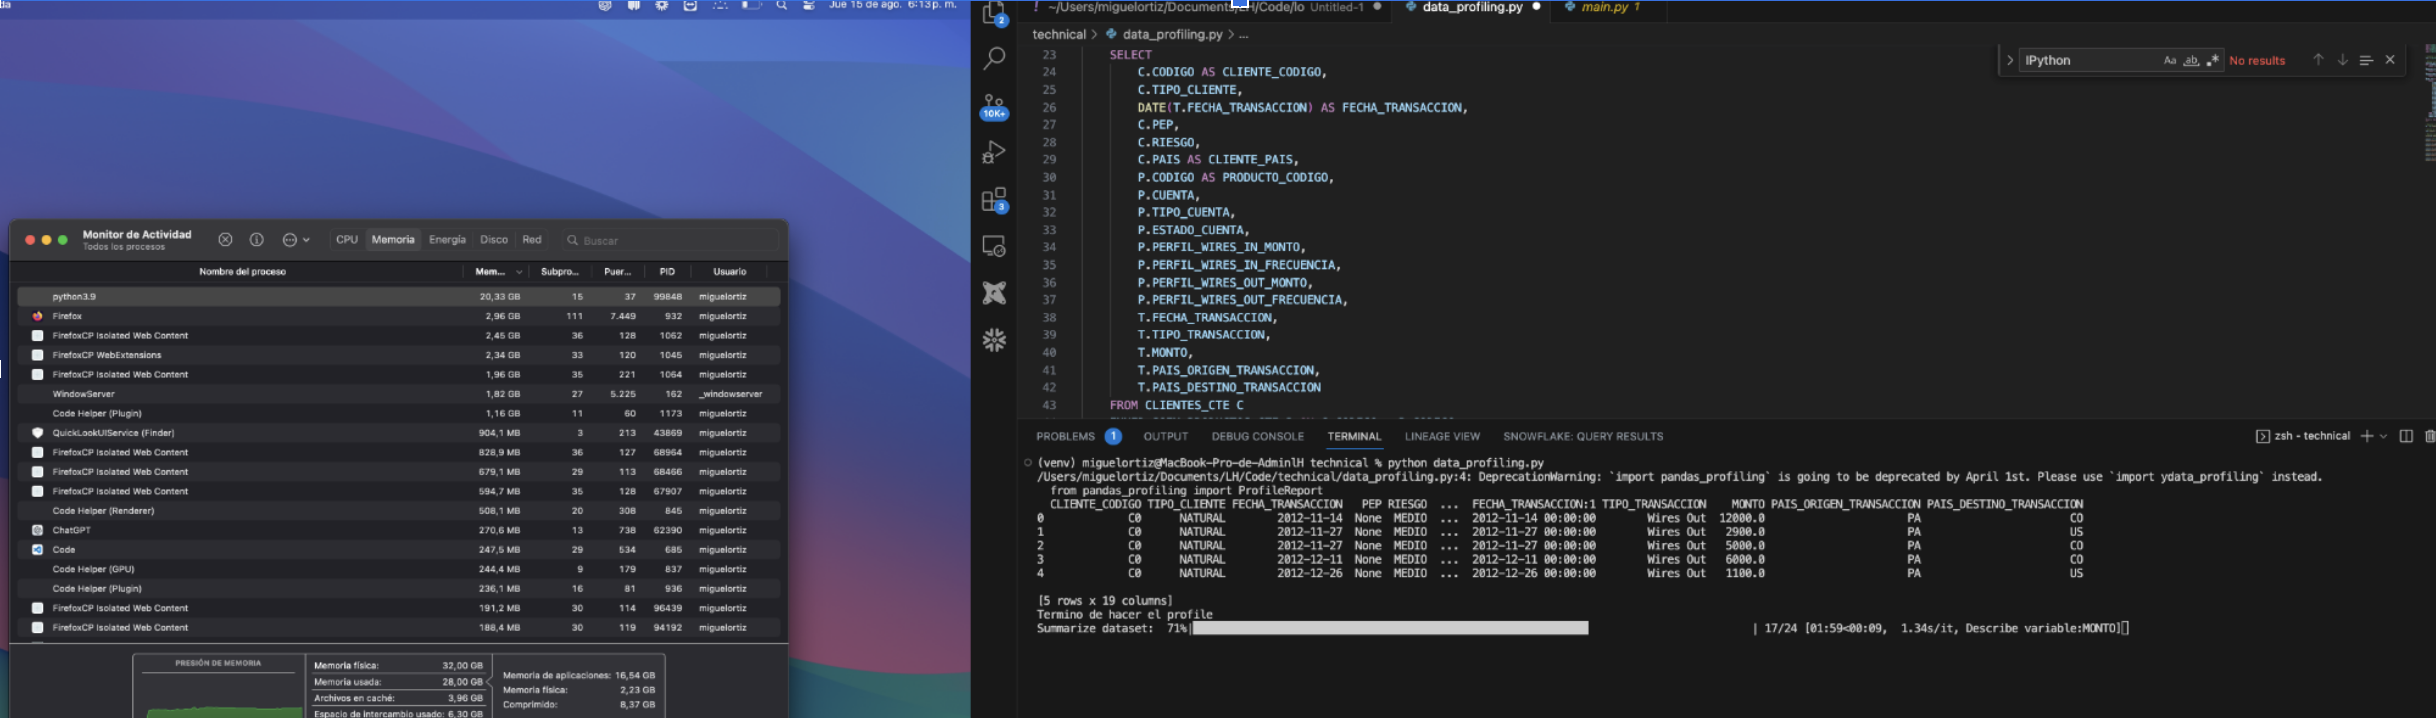 da
Jue 15 de ago. 6:13 p. m.
Monitor de Actividad
Todos los procesos
CPU Memoria Energía Disco Red Buscar
Nombre del proceso Mem... Subpro... Puer... PID Usuario
python3.9 20,33 GB 15 37 99848 miguelortiz
Firefox 2,96 GB 111 7.449 932 miguelortiz
FirefoxCP Isolated Web Content 2,45 GB 36 128 1062 miguelortiz
FirefoxCP WebExtensions 2,34 GB 33 120 1045 miguelortiz
FirefoxCP Isolated Web Content 1,96 GB 35 221 1064 miguelortiz
WindowServer 1,82 GB 27 5.225 162 _windowserver
Code Helper (Plugin) 1,16 GB 11 60 1173 miguelortiz
QuickLookUIService (Finder) 904,1 MB 3 213 43869 miguelortiz
FirefoxCP Isolated Web Content 828,9 MB 36 127 68964 miguelortiz
FirefoxCP Isolated Web Content 679,1 MB 29 113 68466 miguelortiz
FirefoxCP Isolated Web Content 594,7 MB 35 128 67907 miguelortiz
Code Helper (Renderer) 508,1 MB 20 308 845 miguelortiz
ChatGPT 270,6 MB 13 738 62390 miguelortiz
Code 247,5 MB 29 534 685 miguelortiz
Code Helper (GPU) 244,4 MB 9 179 837 miguelortiz
Code Helper (Plugin) 236,1 MB 16 81 936 miguelortiz
FirefoxCP Isolated Web Content 191,2 MB 30 114 96439 miguelortiz
FirefoxCP Isolated Web Content 188,4 MB 30 119 94192 miguelortiz
PRESIÓN DE MEMORIA
Memoria física: 32,00 GB
Memoria usada: 28,00 GB
Archivos en caché: 3,96 GB
Espacio de intercambio usado: 6,30 GB
Memoria de aplicaciones: 16,54 GB
Memoria física: 2,23 GB
Comprimido: 8,37 GB
2
10K+
3
! ~/Users/miguelortiz/Documents/LH/Code/lo Untitled-1 data_profiling.py main.py 1
technical > data_profiling.py > ...
IPython Aa ab .* No results
23 SELECT
24 C.CODIGO AS CLIENTE_CODIGO,
25 C.TIPO_CLIENTE,
26 DATE(T.FECHA_TRANSACCION) AS FECHA_TRANSACCION,
27 C.PEP,
28 C.RIESGO,
29 C.PAIS AS CLIENTE_PAIS,
30 P.CODIGO AS PRODUCTO_CODIGO,
31 P.CUENTA,
32 P.TIPO_CUENTA,
33 P.ESTADO_CUENTA,
34 P.PERFIL_WIRES_IN_MONTO,
35 P.PERFIL_WIRES_IN_FRECUENCIA,
36 P.PERFIL_WIRES_OUT_MONTO,
37 P.PERFIL_WIRES_OUT_FRECUENCIA,
38 T.FECHA_TRANSACCION,
39 T.TIPO_TRANSACCION,
40 T.MONTO,
41 T.PAIS_ORIGEN_TRANSACCION,
42 T.PAIS_DESTINO_TRANSACCION
43 FROM CLIENTES_CTE C
PROBLEMS 1 OUTPUT DEBUG CONSOLE TERMINAL LINEAGE VIEW SNOWFLAKE: QUERY RESULTS zsh - technical
(venv) miguelortiz@MacBook-Pro-de-AdminlH technical % python data_profiling.py
/Users/miguelortiz/Documents/LH/Code/technical/data_profiling.py:4: DeprecationWarning: `import pandas_profiling` is going to be deprecated by April 1st. Please use `import ydata_profiling` instead.
from pandas_profiling import ProfileReport
CLIENTE_CODIGO TIPO_CLIENTE FECHA_TRANSACCION PEP RIESGO ... FECHA_TRANSACCION:1 TIPO_TRANSACCION MONTO PAIS_ORIGEN_TRANSACCION PAIS_DESTINO_TRANSACCION
0 C0 NATURAL 2012-11-14 None MEDIO ... 2012-11-14 00:00:00 Wires Out 12000.0 PA CO
1 C0 NATURAL 2012-11-27 None MEDIO ... 2012-11-27 00:00:00 Wires Out 2900.0 PA US
2 C0 NATURAL 2012-11-27 None MEDIO ... 2012-11-27 00:00:00 Wires Out 5000.0 PA CO
3 C0 NATURAL 2012-12-11 None MEDIO ... 2012-12-11 00:00:00 Wires Out 6000.0 PA CO
4 C0 NATURAL 2012-12-26 None MEDIO ... 2012-12-26 00:00:00 Wires Out 1100.0 PA US
[5 rows x 19 columns]
Termino de hacer el profile
Summarize dataset: 71%| | 17/24 [01:59<00:09, 1.34s/it, Describe variable:MONTO]